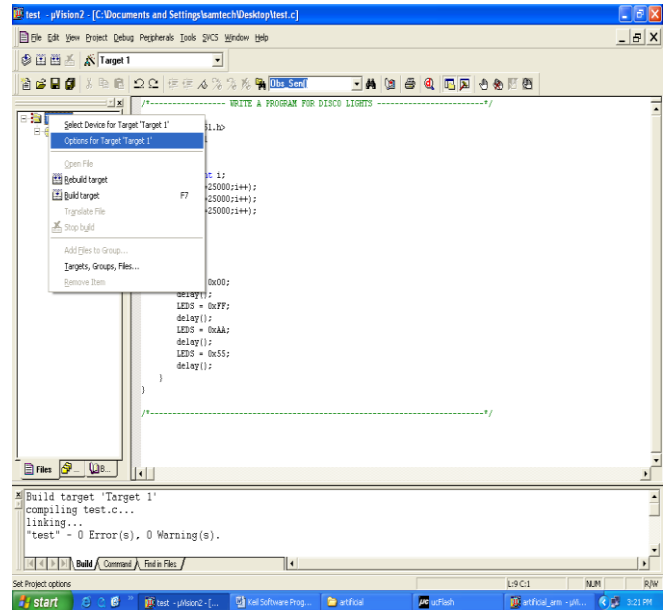 test - µVision2 - [C:\Documents and Settings\samtech\Desktop\test.c]
File Edit View Project Debug Peripherals Tools SVCS Window Help
Target 1
Obs_Sen(
/*-------------------- WRITE A PROGRAM FOR DISCO LIGHTS ---------------------*/
Select Device for Target 'Target 1'
51.h>
Options for Target 'Target 1'
Open File
nt i;
Rebuild target
25000;i++);
Build target F7
25000;i++);
Translate File
25000;i++);
Stop build
Add Files to Group...
Targets, Groups, Files...
Remove Item
0x00;
delay();
LEDS = 0xFF;
delay();
LEDS = 0xAA;
delay();
LEDS = 0x55;
delay();
}
}
/*---------------------------------------------------------------------------*/
Files B...
Build target 'Target 1'
compiling test.c...
linking...
"test" - 0 Error(s), 0 Warning(s).
Build Command Find in Files
Set Project options L:9 C:1 NUM R/W
start test - µVision2 - [... Keil Software Prog... artificial ucFlash artificial_arm - µVi... 3:21 PM